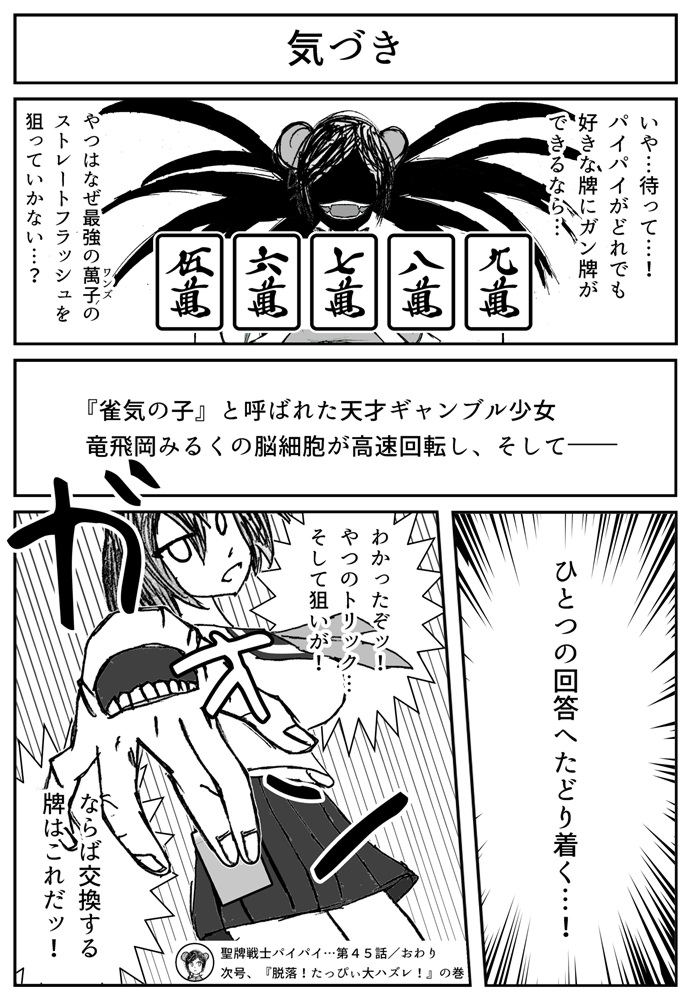 気づき
いや…待って…！
パイパイがどれでも
好きな牌にガン牌が
できるなら…
伍萬
六萬
七萬
八萬
九萬
やつはなぜ最強の萬子の
ワンズ
ストレートフラッシュを
狙っていかない…？
『雀気の子』と呼ばれた天才ギャンブル少女
竜飛岡みるくの脳細胞が高速回転し、そして──
ひとつの回答へたどり着く…！
わかったぞッ！
やつのトリック…
そして狙いが！
ガオー
ならば交換する
牌はこれだッ！
聖牌戦士パイパイ…第４５話／おわり
次号、『脱落！たっぴぃ大ハズレ！』の巻